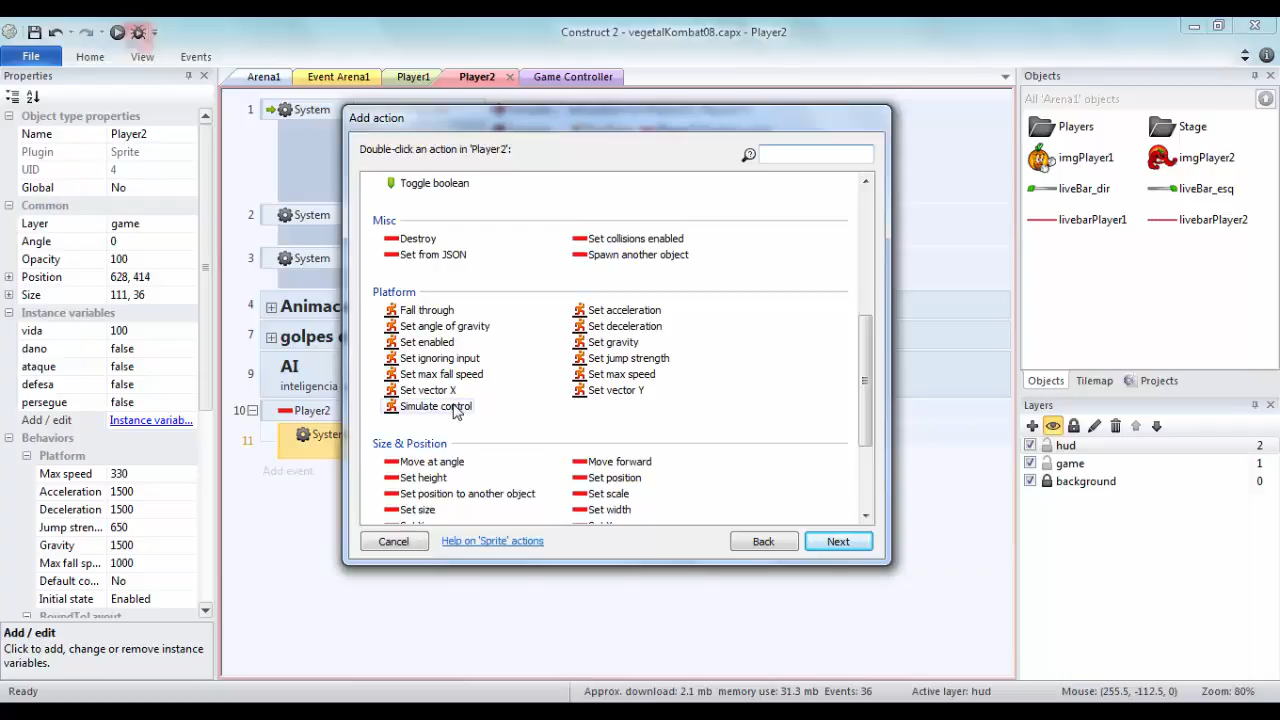 Construct 2 - vegetalKombat08.capx - Player2
File
Home
View
Events
Properties
Object type properties
Name Player2
Plugin Sprite
UID 4
Global No
Common
Layer game
Angle 0
Opacity 100
Position 628, 414
Size 111, 36
Instance variables
vida 100
dano false
ataque false
defesa false
persegue false
Add / edit Instance variab...
Behaviors
Platform
Max speed 330
Acceleration 1500
Deceleration 1500
Jump stren... 650
Gravity 1500
Max fall sp... 1000
Default co... No
Initial state Enabled
BoundToLayout
Add / edit
Click to add, change or remove instance variables.
Arena1
Event Arena1
Player1
Player2
Game Controller
1 System
2 System
3 System
4 Animac
7 golpes
9 AI
inteligencia
10 Player2
11 System
Add event
Add action
Double-click an action in 'Player2':
Toggle boolean
Misc
Destroy
Set collisions enabled
Set from JSON
Spawn another object
Platform
Fall through
Set acceleration
Set angle of gravity
Set deceleration
Set enabled
Set gravity
Set ignoring input
Set jump strength
Set max fall speed
Set max speed
Set vector X
Set vector Y
Simulate control
Size & Position
Move at angle
Move forward
Set height
Set position
Set position to another object
Set scale
Set size
Set width
Cancel
Help on 'Sprite' actions
Back
Next
Objects
All 'Arena1' objects
Players
Stage
imgPlayer1
imgPlayer2
liveBar_dir
liveBar_esq
livebarPlayer1
livebarPlayer2
Objects
Tilemap
Projects
Layers
hud 2
game 1
background 0
Ready
Approx. download: 2.1 mb
memory use: 31.3 mb
Events: 36
Active layer: hud
Mouse: (255.5, -112.5, 0)
Zoom: 80%